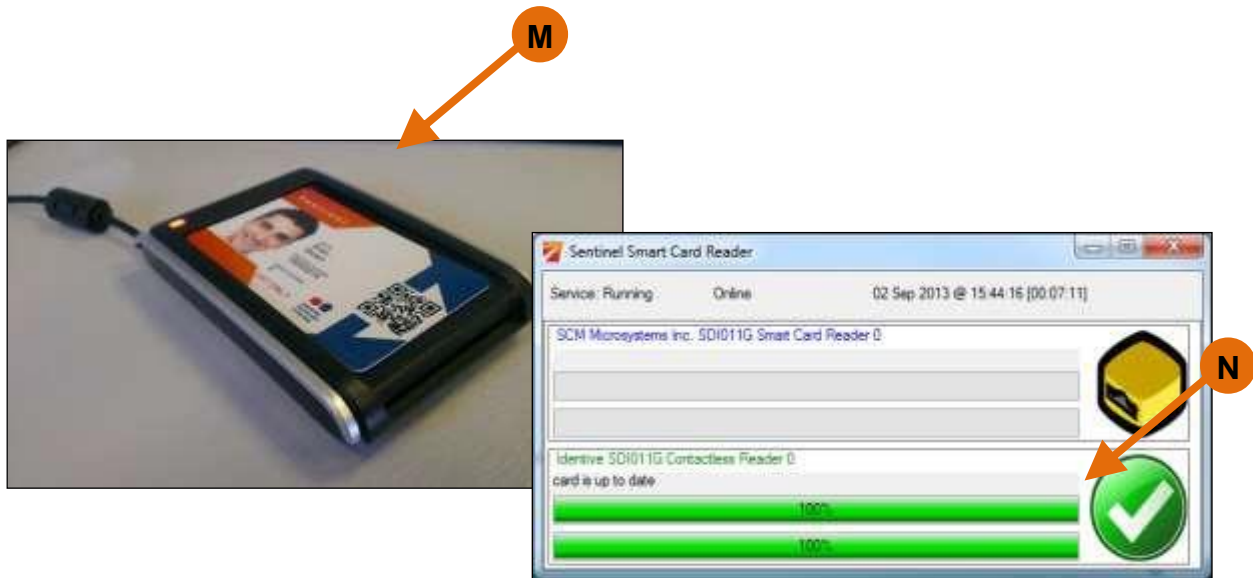 M
Sentinel Smart Card Reader
Service: Running Online 02 Sep 2013 @ 15:44:16 [00:07:11]
SCM Microsystems Inc. SDI011G Smart Card Reader 0
N
Identive SDI011G Contactless Reader 0
card is up to date
100%
100%